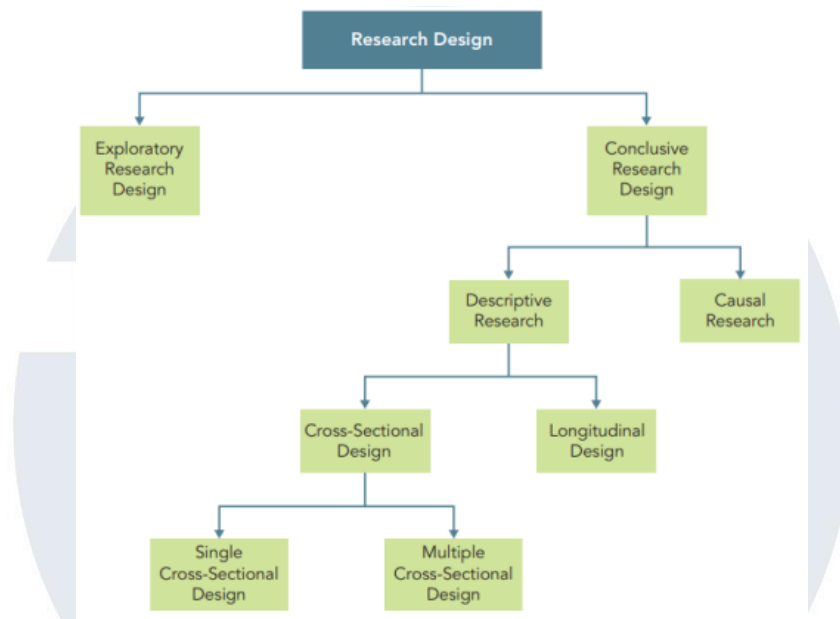 Research Design
Exploratory
Research
Design
Conclusive
Research
Design
Descriptive
Research
Causal
Research
Cross-Sectional
Design
Longitudinal
Design
Single
Cross-Sectional
Design
Multiple
Cross-Sectional
Design